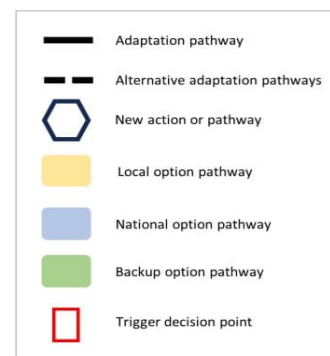 Adaptation pathway
Alternative adaptation pathways
New action or pathway
Local option pathway
National option pathway
Backup option pathway
Trigger decision point